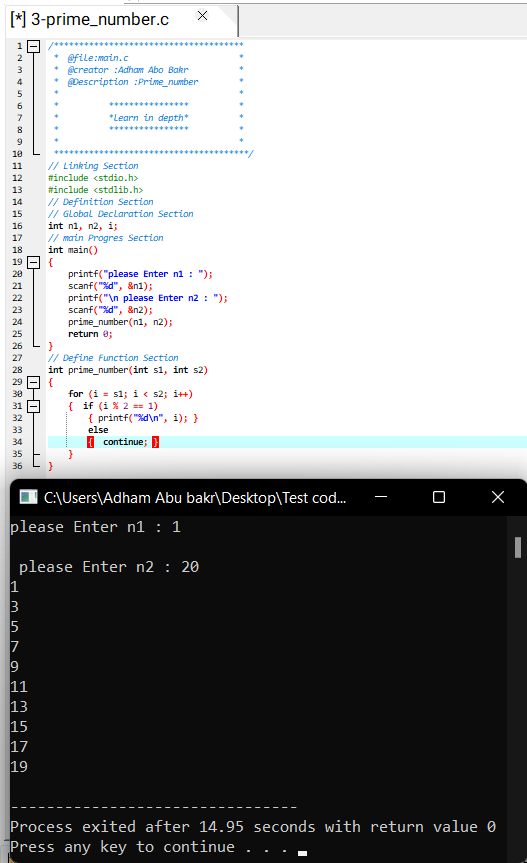 [*] 3-prime_number.c
1 /**************************************
2 * @file:main.c *
3 * @creator :Adham Abo Bakr *
4 * @Description :Prime_number *
5 * *
6 * **************** *
7 * *Learn in depth* *
8 * **************** *
9 * *
10 ***************************************/
11 // Linking Section
12 #include <stdio.h>
13 #include <stdlib.h>
14 // Definition Section
15 // Global Declaration Section
16 int n1, n2, i;
17 // main Progres Section
18 int main()
19 {
20 printf("please Enter n1 : ");
21 scanf("%d", &n1);
22 printf("\n please Enter n2 : ");
23 scanf("%d", &n2);
24 prime_number(n1, n2);
25 return 0;
26 }
27 // Define Function Section
28 int prime_number(int s1, int s2)
29 {
30 for (i = s1; i < s2; i++)
31 { if (i % 2 == 1)
32 { printf("%d\n", i); }
33 else
34 { continue; }
35 }
36 }
C:\Users\Adham Abu bakr\Desktop\Test cod...
please Enter n1 : 1
please Enter n2 : 20
1
3
5
7
9
11
13
15
17
19
--------------------------------
Process exited after 14.95 seconds with return value 0
Press any key to continue . . .